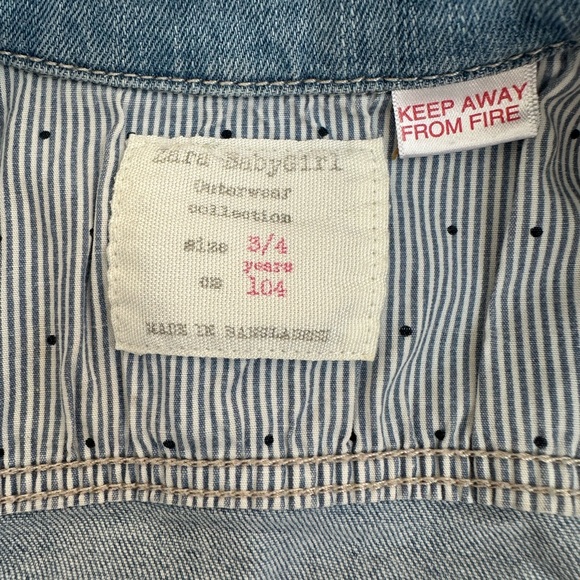 KEEP AWAY
FROM FIRE
Zara BabyGirl
Outerwear
collection
size 3/4
years
cm 104
MADE IN BANGLADESH